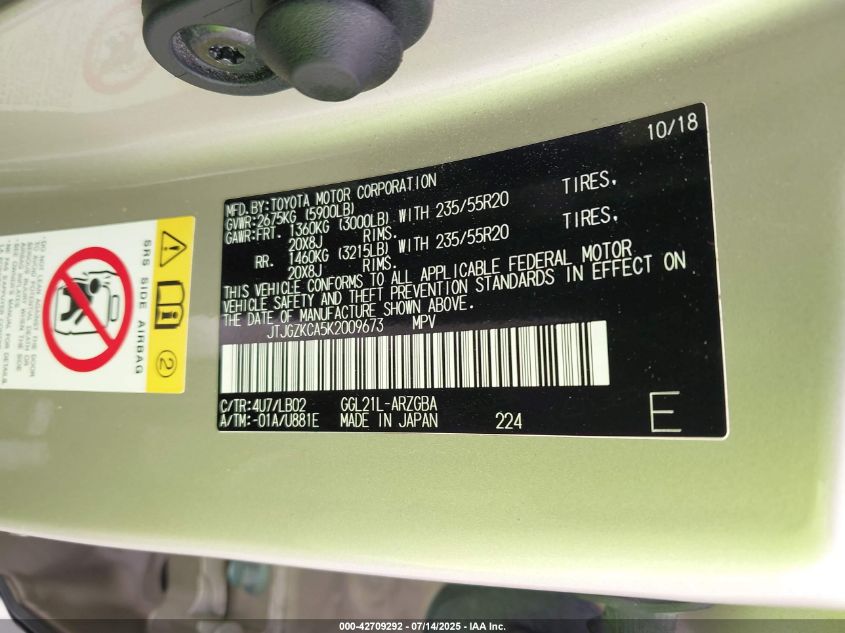 10/18
MFD.BY:TOYOTA MOTOR CORPORATION
GVWR:2675KG (5900LB)
GAWR:FRT. 1360KG (3000LB) WITH 235/55R20 TIRES,
20X8J RIMS.
RR. 1460KG (3215LB) WITH 235/55R20 TIRES,
20X8J RIMS.
THIS VEHICLE CONFORMS TO ALL APPLICABLE FEDERAL MOTOR
VEHICLE SAFETY AND THEFT PREVENTION STANDARDS IN EFFECT ON
THE DATE OF MANUFACTURE SHOWN ABOVE.
JTJGZKCA5K2009673 MPV
C/TR:4U7/LB02 GGL21L-ARZGBA
A/TM:-01A/U881E MADE IN JAPAN 224
E
SRS SIDE AIRBAG
2
000-42709292 - 07/14/2025 - IAA Inc.